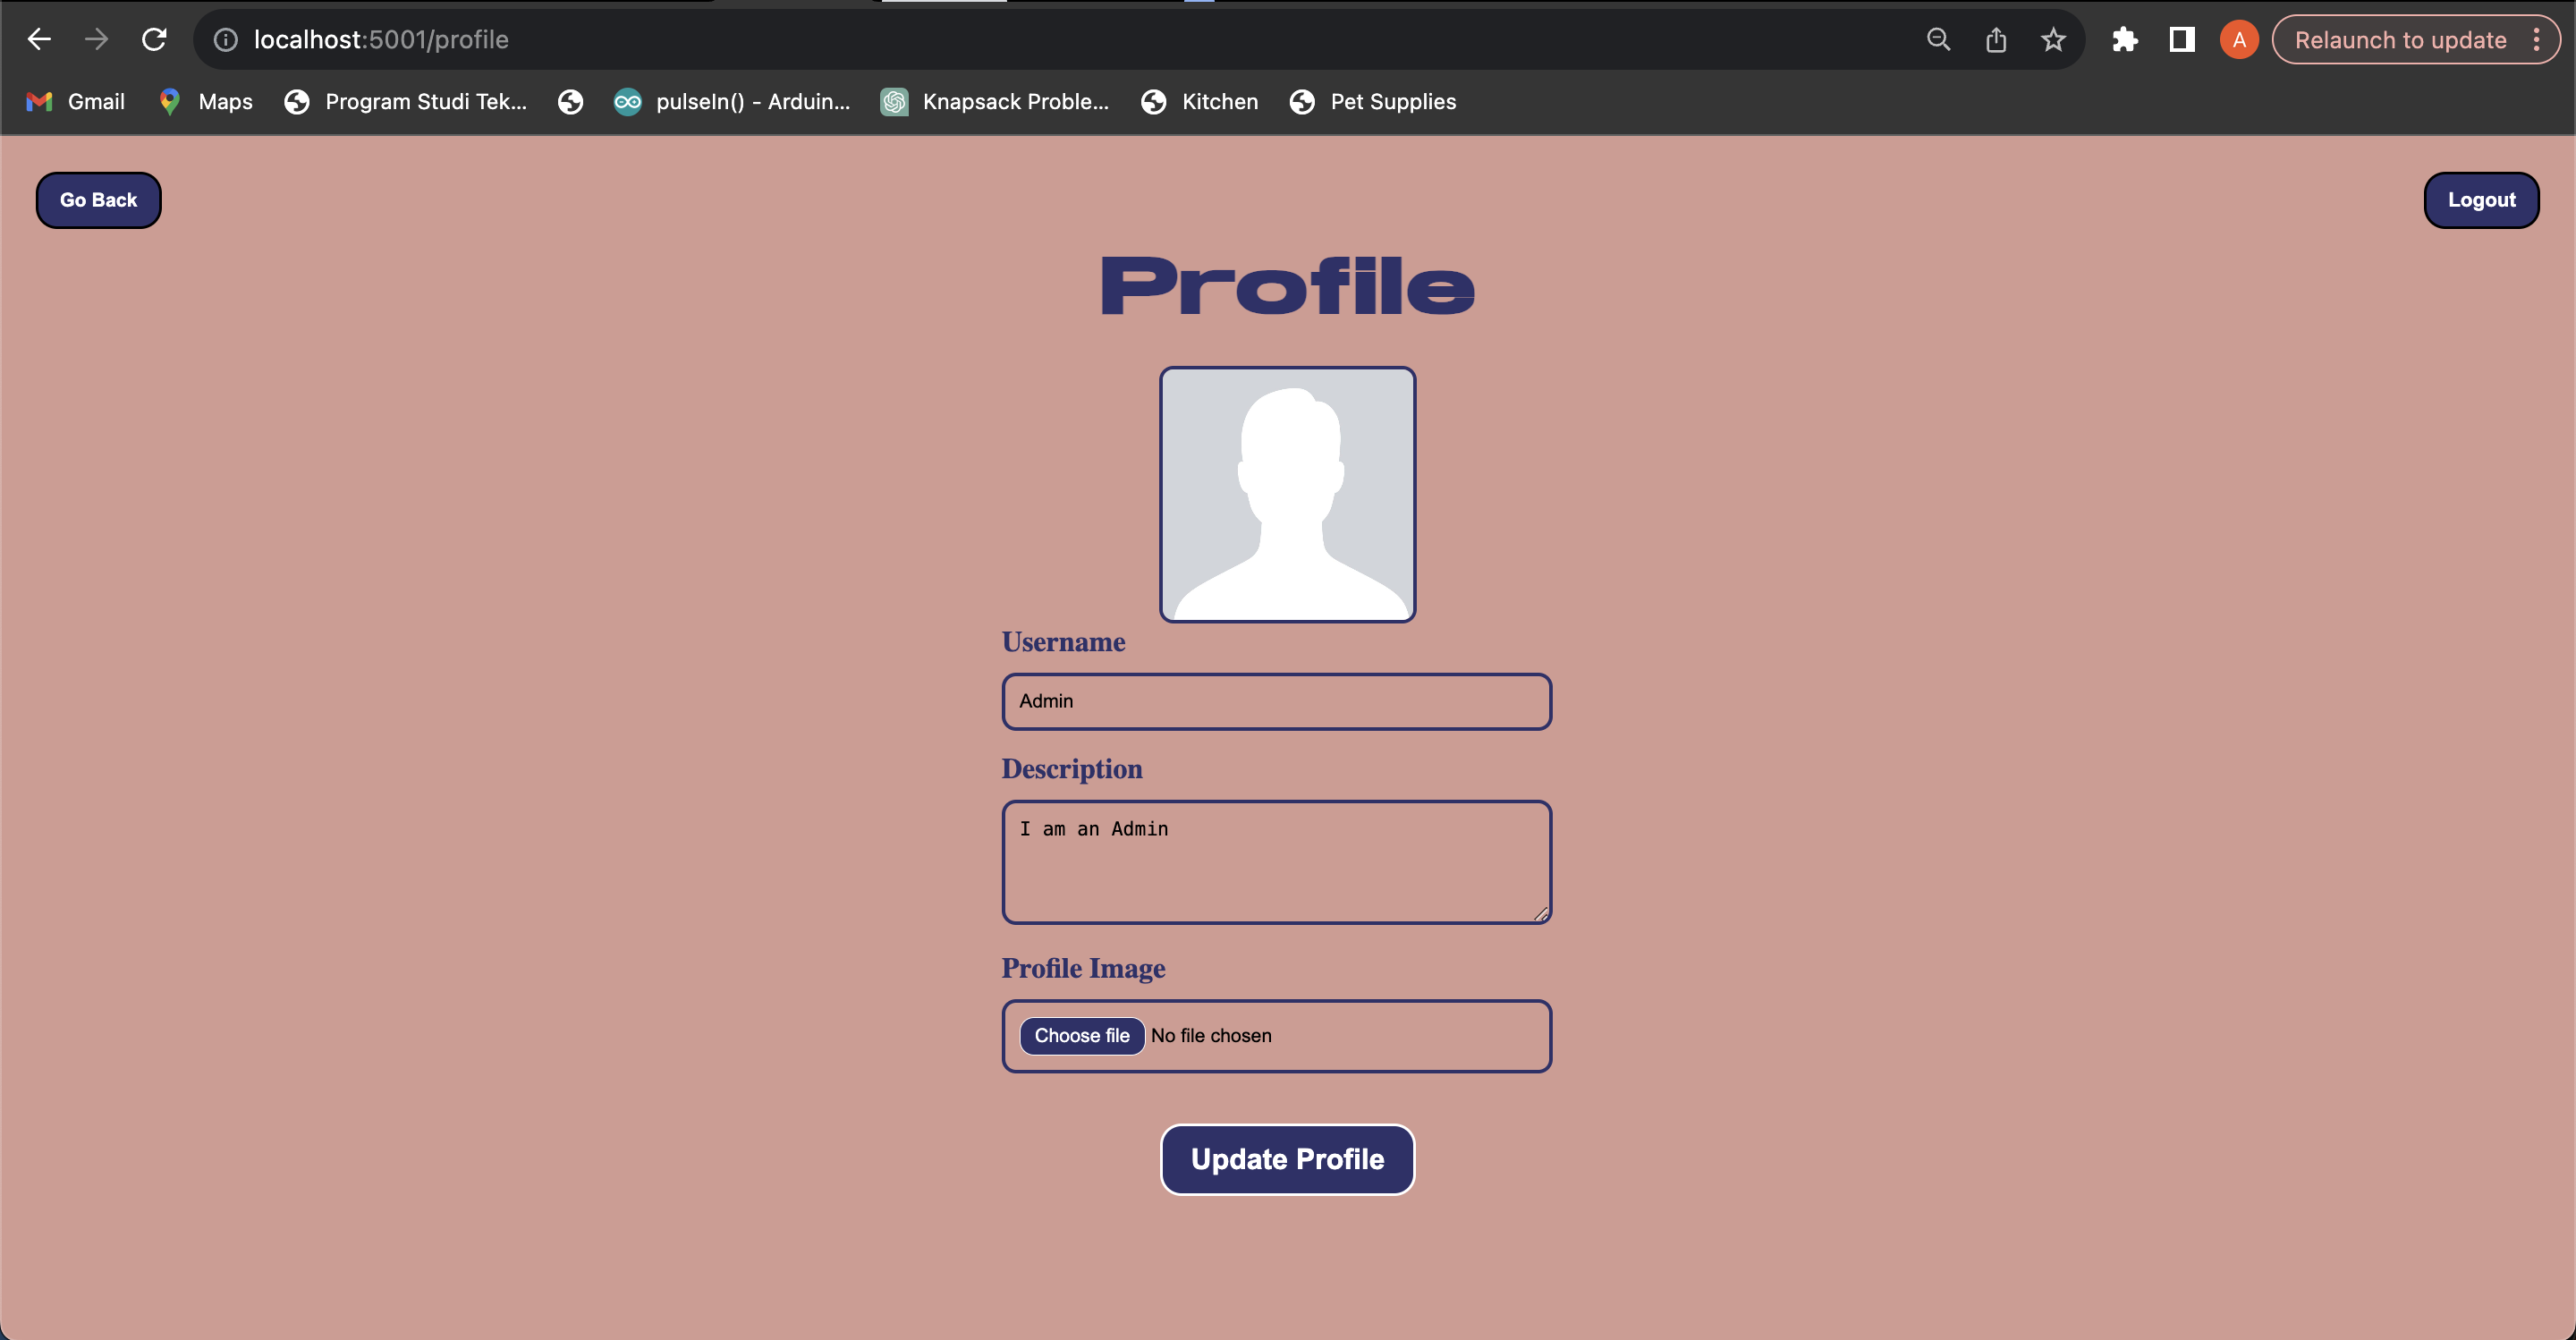 localhost:5001/profile
A
Relaunch to update
Gmail
Maps
Program Studi Tek...
pulseIn() - Arduin...
Knapsack Proble...
Kitchen
Pet Supplies
Go Back
Logout
Profile
Username
Admin
Description
I am an Admin
Profile Image
Choose file No file chosen
Update Profile